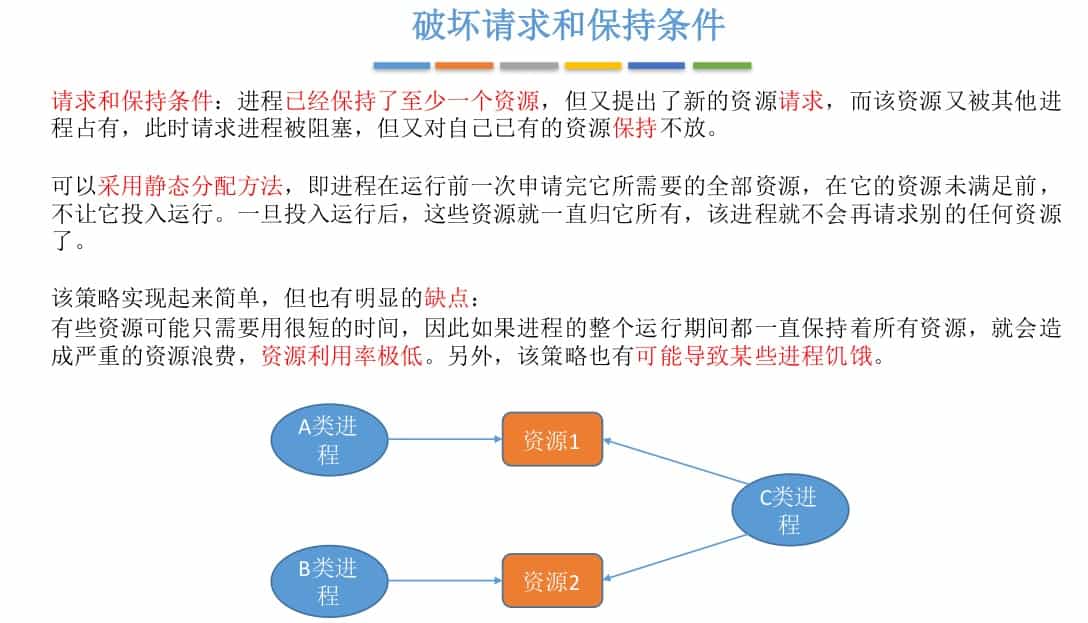 破坏请求和保持条件
请求和保持条件：进程已经保持了至少一个资源，但又提出了新的资源请求，而该资源又被其他进
程占有，此时请求进程被阻塞，但又对自己已有的资源保持不放。
可以采用静态分配方法，即进程在运行前一次申请完它所需要的全部资源，在它的资源未满足前，
不让它投入运行。一旦投入运行后，这些资源就一直归它所有，该进程就不会再请求别的任何资源
了。
该策略实现起来简单，但也有明显的缺点：
有些资源可能只需要用很短的时间，因此如果进程的整个运行期间都一直保持着所有资源，就会造
成严重的资源浪费，资源利用率极低。另外，该策略也有可能导致某些进程饥饿。
A类进
程
资源1
C类进
程
B类进
程
资源2